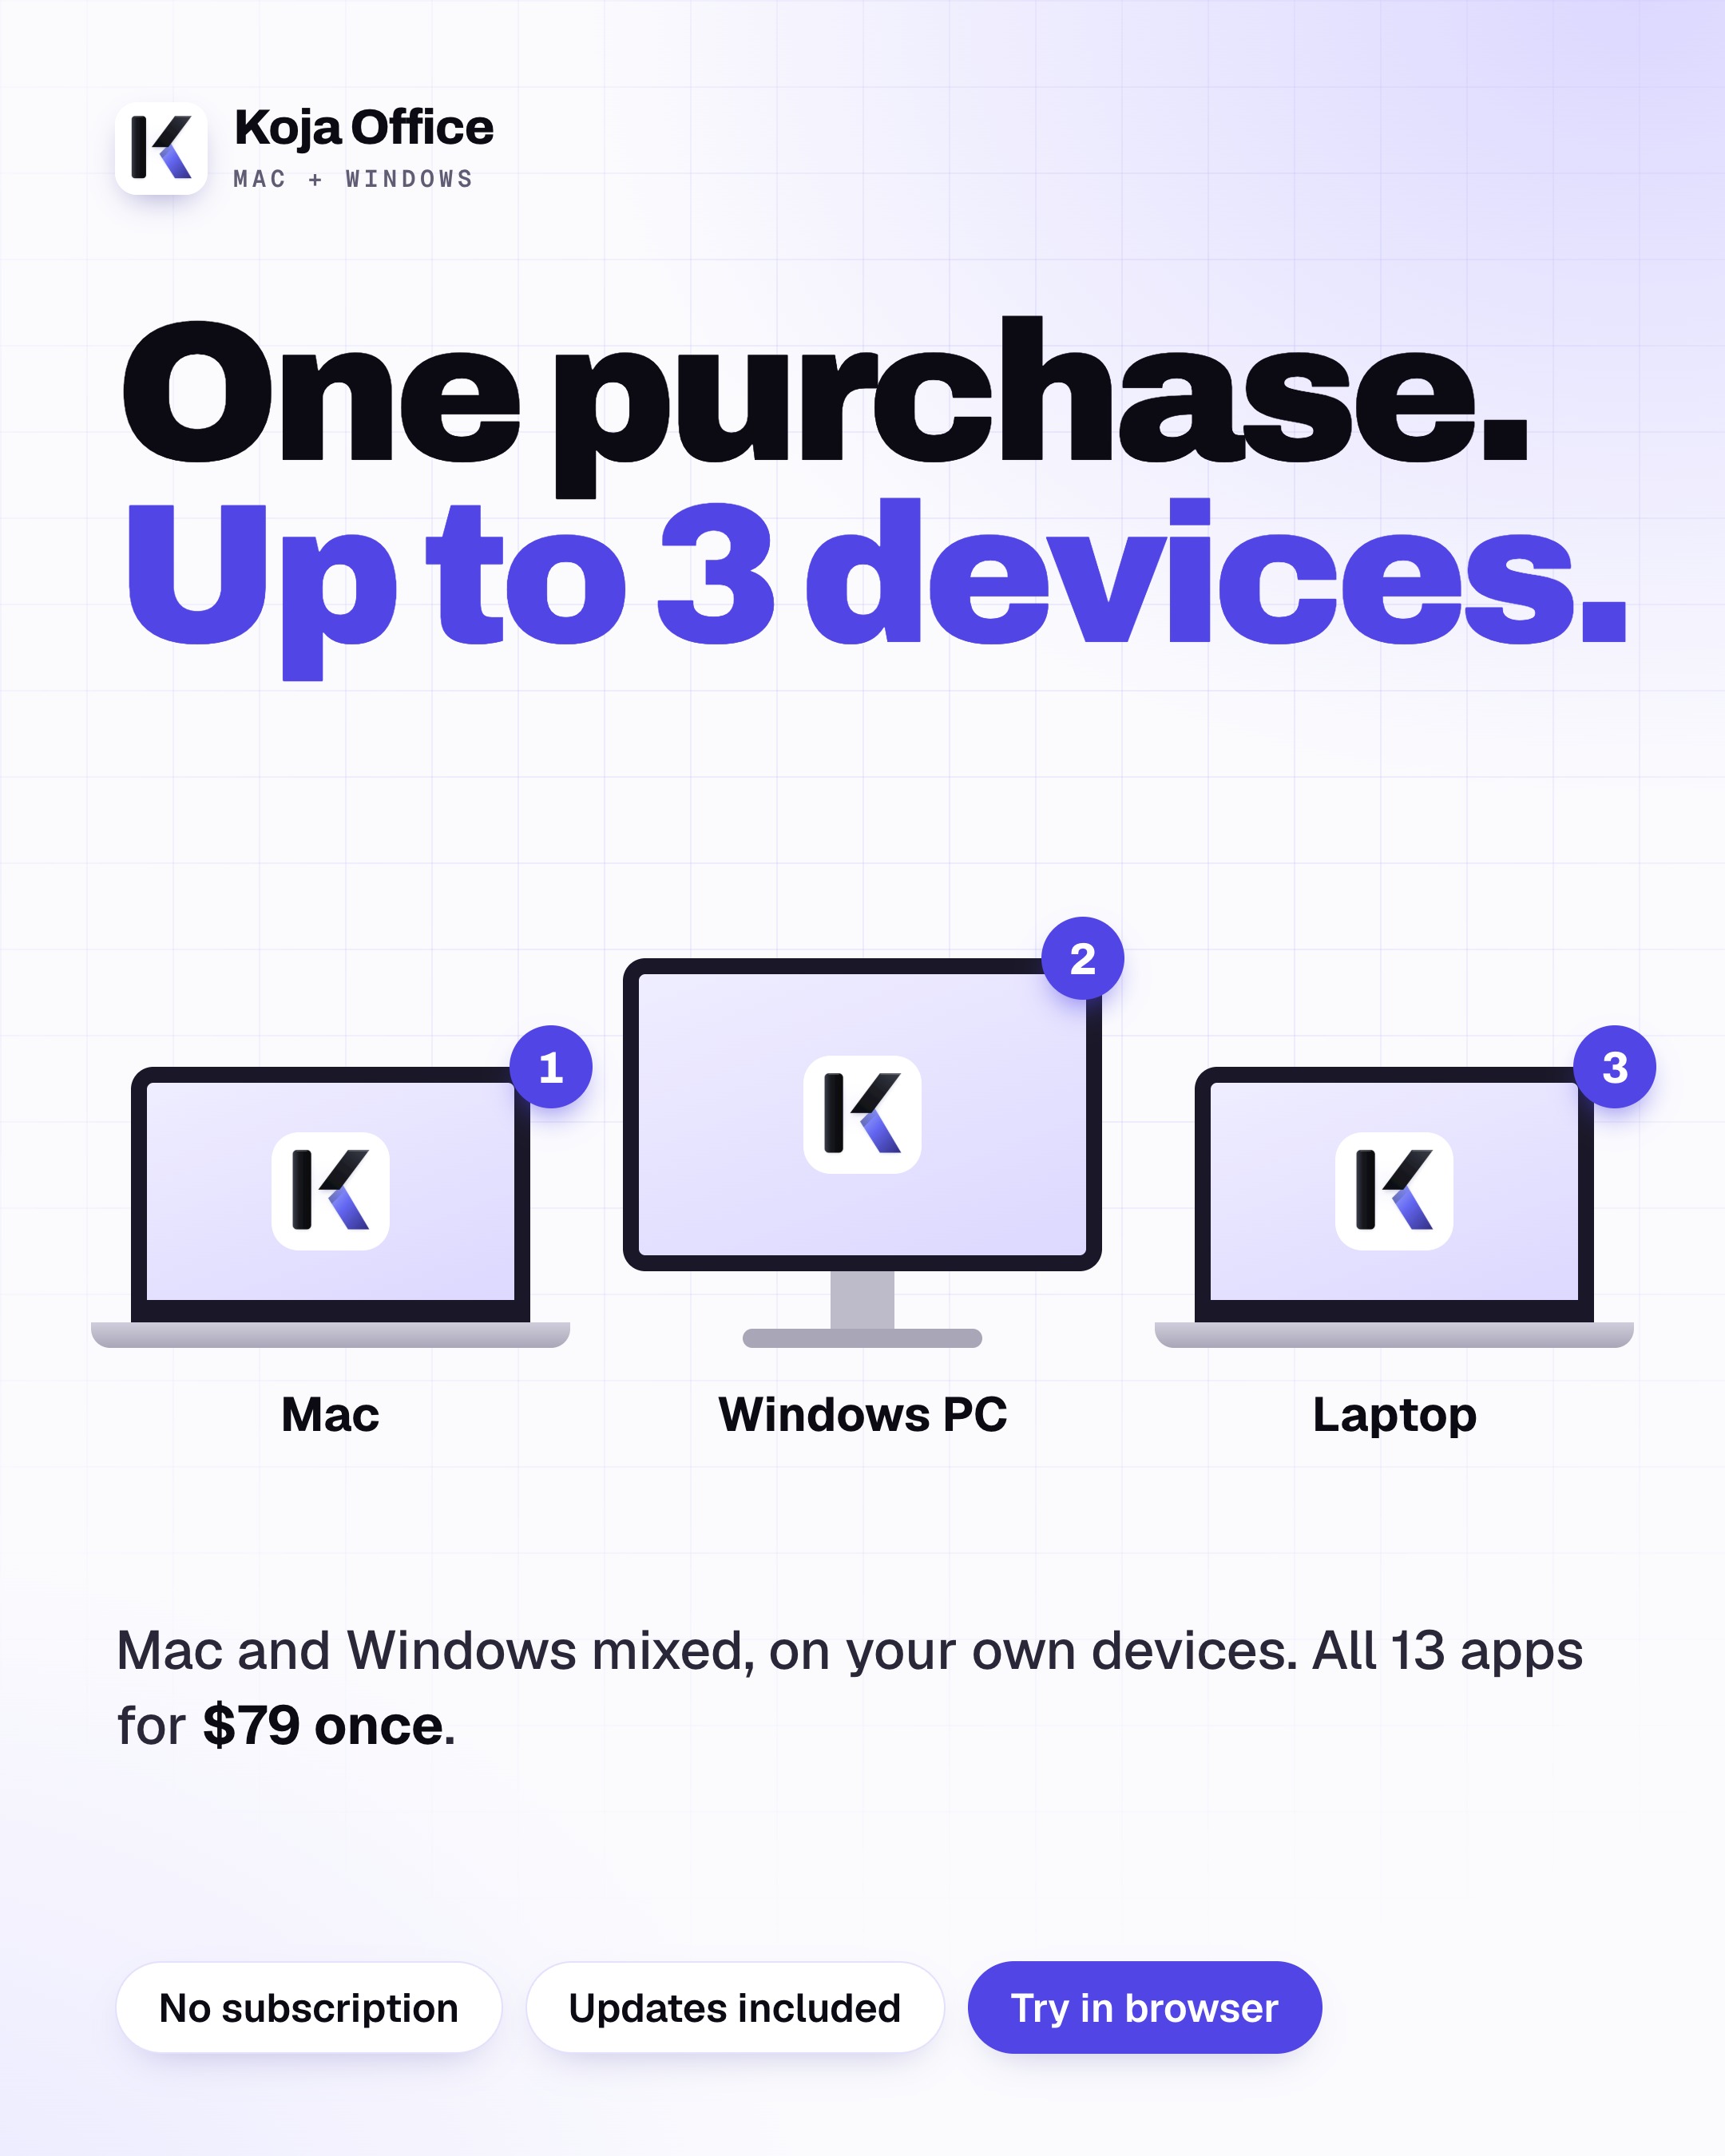 Koja Office
MAC + WINDOWS
One purchase.
Up to 3 devices.
1
2
3
Mac
Windows PC
Laptop
Mac and Windows mixed, on your own devices. All 13 apps
for $79 once.
No subscription
Updates included
Try in browser